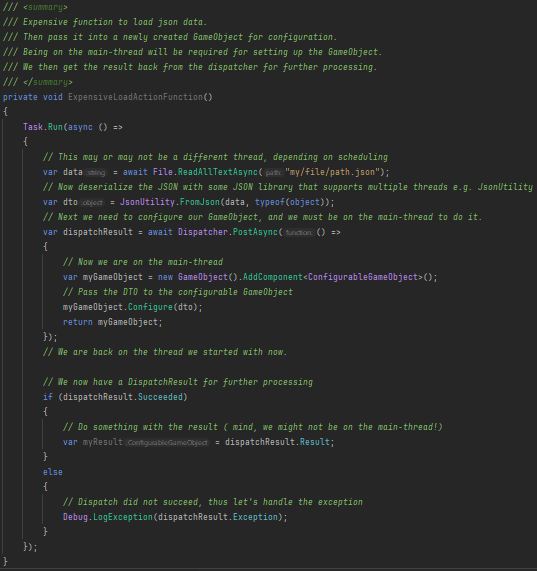 /// <summary>
/// Expensive function to load json data.
/// Then pass it into a newly created GameObject for configuration.
/// Being on the main-thread will be required for setting up the GameObject.
/// We then get the result back from the dispatcher for further processing.
/// </summary>
private void ExpensiveLoadActionFunction()
{
    Task.Run(async () =>
    {
        // This may or may not be a different thread, depending on scheduling
        var data :string = await File.ReadAllTextAsync( path: "my/file/path.json");
        // Now deserialize the JSON with some JSON library that supports multiple threads e.g. JsonUtility
        var dto :object = JsonUtility.FromJson(data, typeof(object));
        // Next we need to configure our GameObject, and we must be on the main-thread to do it.
        var dispatchResult = await Dispatcher.PostAsync( function: () =>
        {
            // Now we are on the main-thread
            var myGameObject = new GameObject().AddComponent<ConfigurableGameObject>();
            // Pass the DTO to the configurable GameObject
            myGameObject.Configure(dto);
            return myGameObject;
        });
        // We are back on the thread we started with now.

        // We now have a DispatchResult for further processing
        if (dispatchResult.Succeeded)
        {
            // Do something with the result ( mind, we might not be on the main-thread!)
            var myResult :ConfigurableGameObject = dispatchResult.Result;
        }
        else
        {
            // Dispatch did not succeed, thus let's handle the exception
            Debug.LogException(dispatchResult.Exception);
        }
    });
}